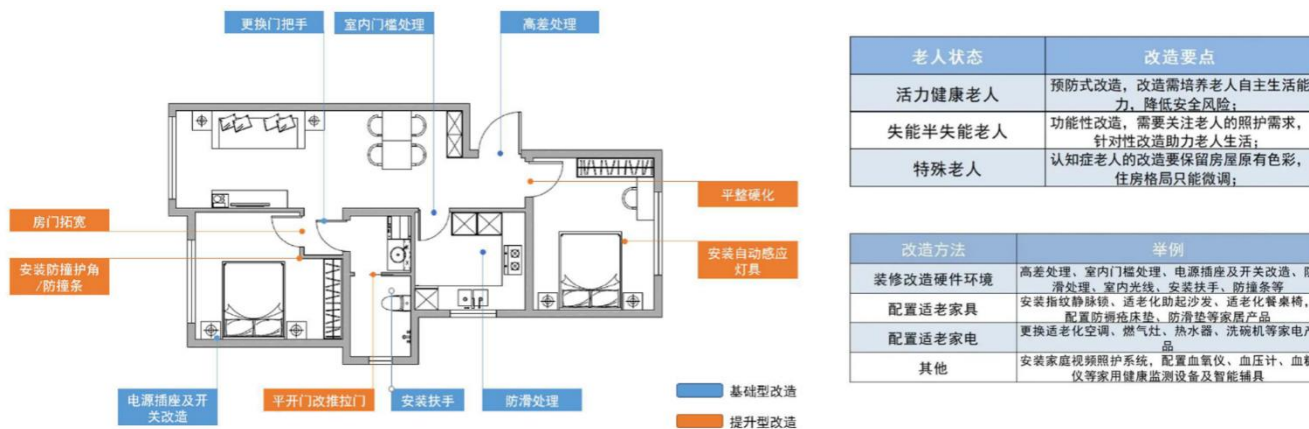 更换门把手
室内门槛处理
高差处理
房门拓宽
安装防撞护角
/防撞条
平整硬化
安装自动感应
灯具
电源插座及开
关改造
平开门改推拉门
安装扶手
防滑处理
基础型改造
提升型改造
老人状态
改造要点
活力健康老人
预防式改造，改造需培养老人自主生活能
力，降低安全风险；
失能半失能老人
功能性改造，需要关注老人的照护需求，
针对性改造助力老人生活；
特殊老人
认知症老人的改造要保留房屋原有色彩，
住房格局只能微调；
改造方法
举例
装修改造硬件环境
高差处理、室内门槛处理、电源插座及开关改造、防
滑处理、室内光线、安装扶手、防撞条等
配置适老家具
安装指纹静脉锁、适老化助起沙发、适老化餐桌椅，
配置防褥疮床垫、防滑垫等家居产品
配置适老家电
更换适老化空调、燃气灶、热水器、洗碗机等家电产
品
其他
安装家庭视频照护系统，配置血氧仪、血压计、血糖
仪等家用健康监测设备及智能辅具